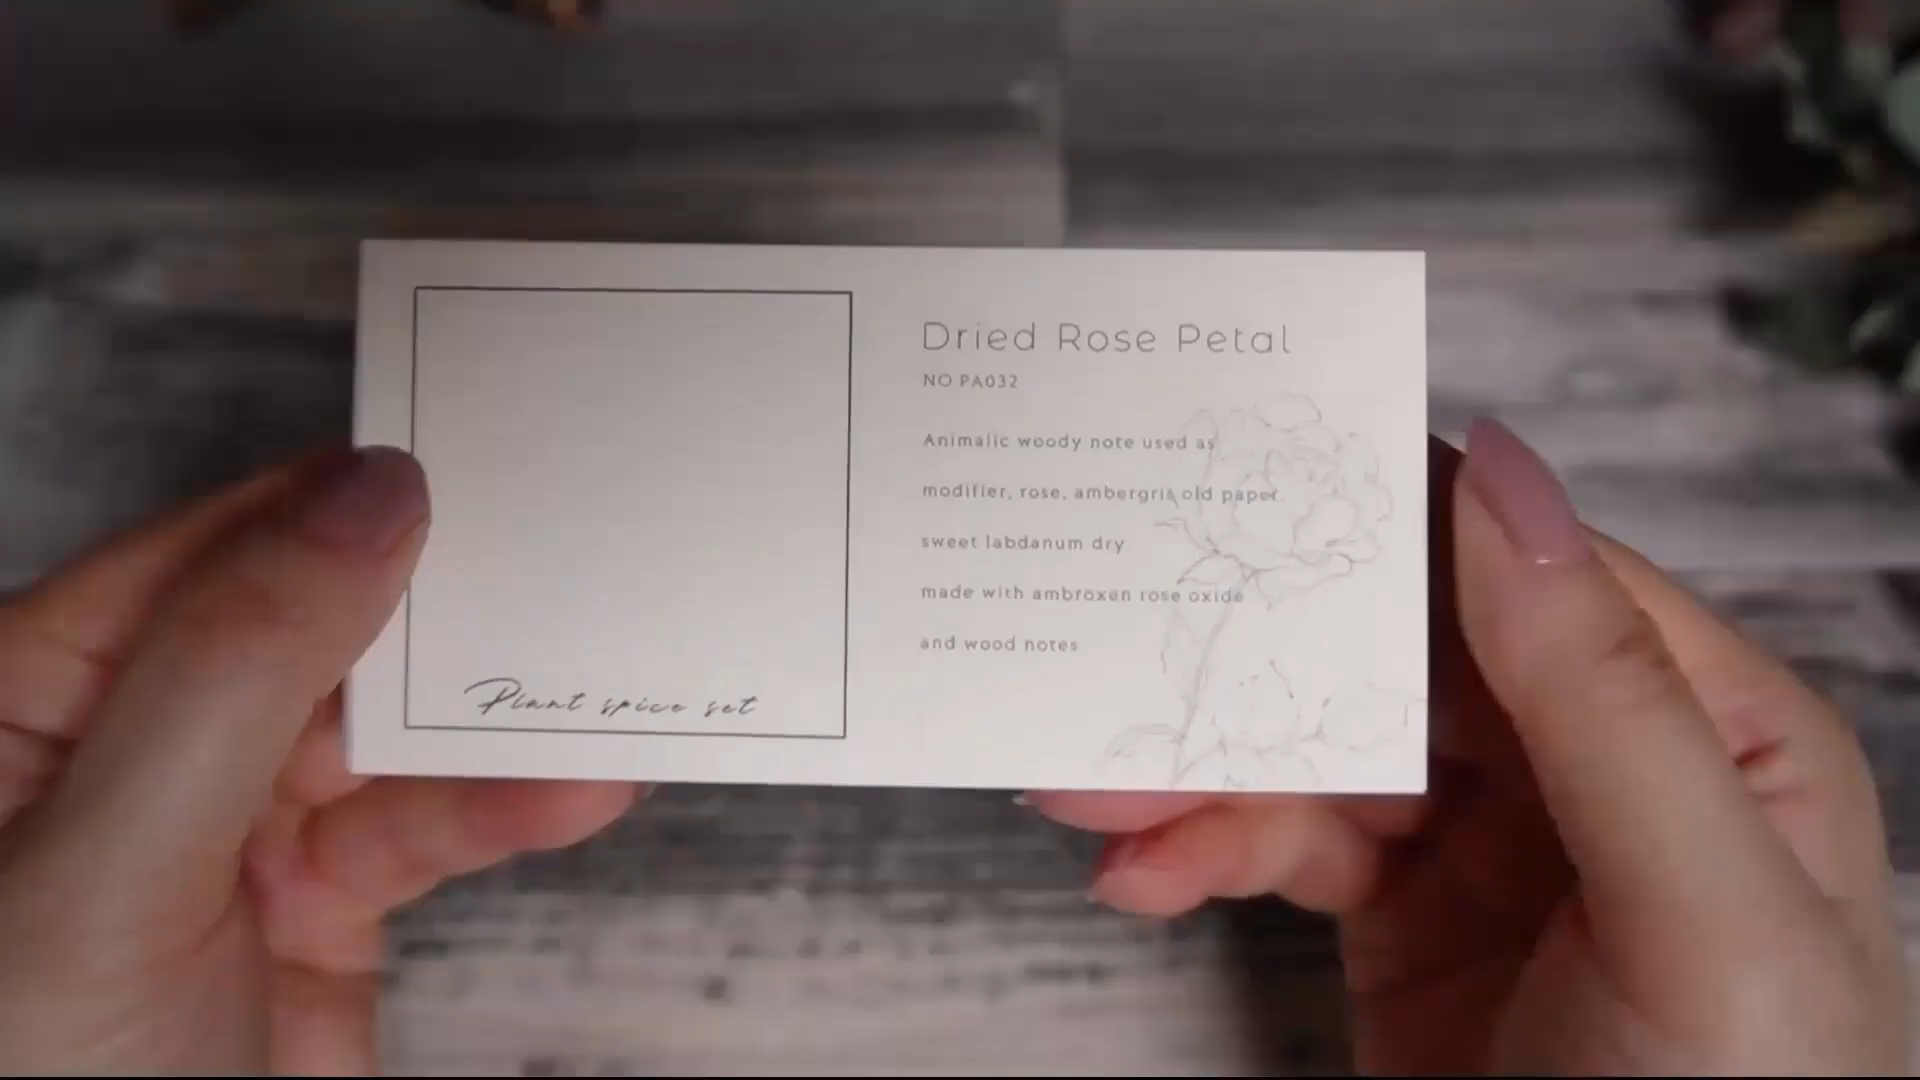 Plant spice set
Dried Rose Petal
NO PA032
Animalic woody note used as
modifier, rose, ambergris old paper,
sweet labdanum dry
made with ambroxen rose oxide
and wood notes